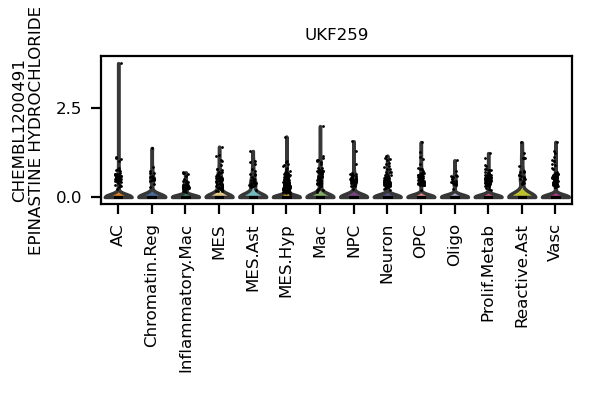 UKF259
CHEMBL1200491
EPINASTINE HYDROCHLORIDE
2.5
0.0
AC
Chromatin.Reg
Inflammatory.Mac
MES
MES.Ast
MES.Hyp
Mac
NPC
Neuron
OPC
Oligo
Prolif.Metab
Reactive.Ast
Vasc